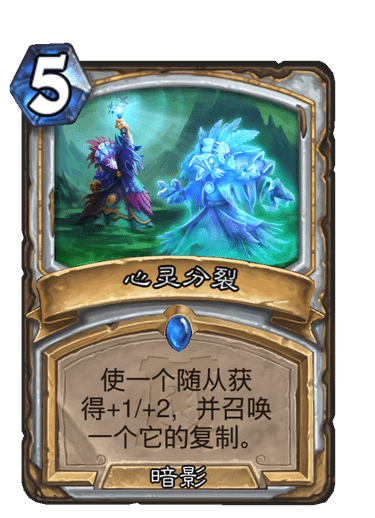 5
心灵分裂
使一个随从获
得+1/+2，并召唤
一个它的复制。
暗影